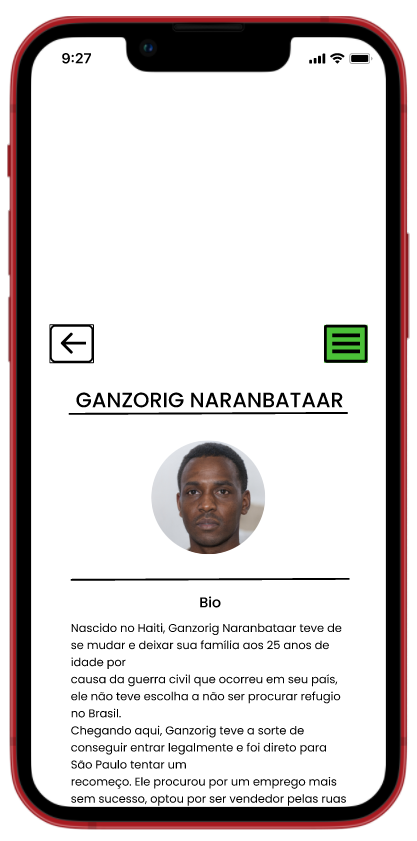 9:27
GANZORIG NARANBATAAR
Bio
Nascido no Haiti, Ganzorig Naranbataar teve de
se mudar e deixar sua família aos 25 anos de
idade por
causa da guerra civil que ocorreu em seu país,
ele não teve escolha a não ser procurar refugio
no Brasil.
Chegando aqui, Ganzorig teve a sorte de
conseguir entrar legalmente e foi direto para
São Paulo tentar um
recomeço. Ele procurou por um emprego mais
sem sucesso, optou por ser vendedor pelas ruas